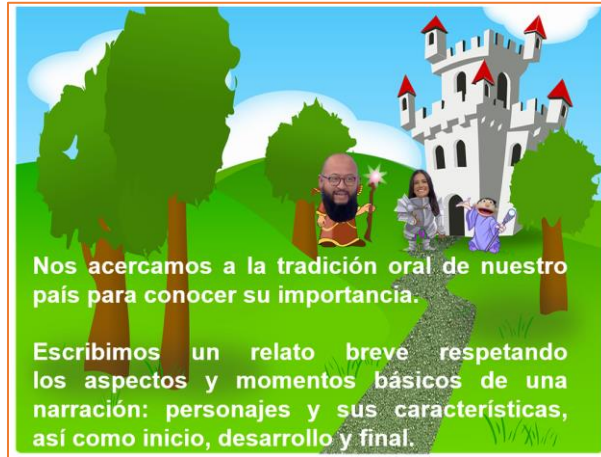 Nos acercamos a la tradición oral de nuestro
país para conocer su importancia.
Escribimos un relato breve respetando
los aspectos y momentos básicos de una
narración: personajes y sus características,
así como inicio, desarrollo y final.